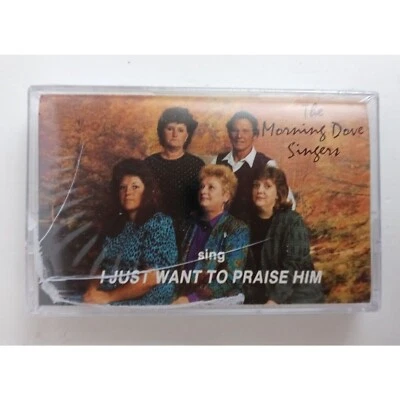 The
Morning Dove
Singers
sing
I JUST WANT TO PRAISE HIM